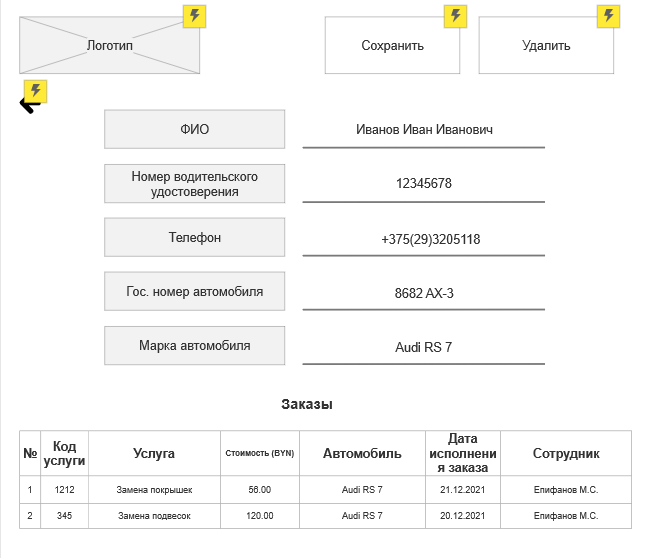 Логотип
Сохранить
Удалить
ФИО
Иванов Иван Иванович
Номер водительского
удостоверения
12345678
Телефон
+375(29)3205118
Гос. номер автомобиля
8682 AX-3
Марка автомобиля
Audi RS 7
Заказы
№ Код услуги Услуга Стоимость (BYN) Автомобиль Дата исполнения заказа Сотрудник
1 1212 Замена покрышек 56.00 Audi RS 7 21.12.2021 Епифанов М.С.
2 345 Замена подвесок 120.00 Audi RS 7 20.12.2021 Епифанов М.С.